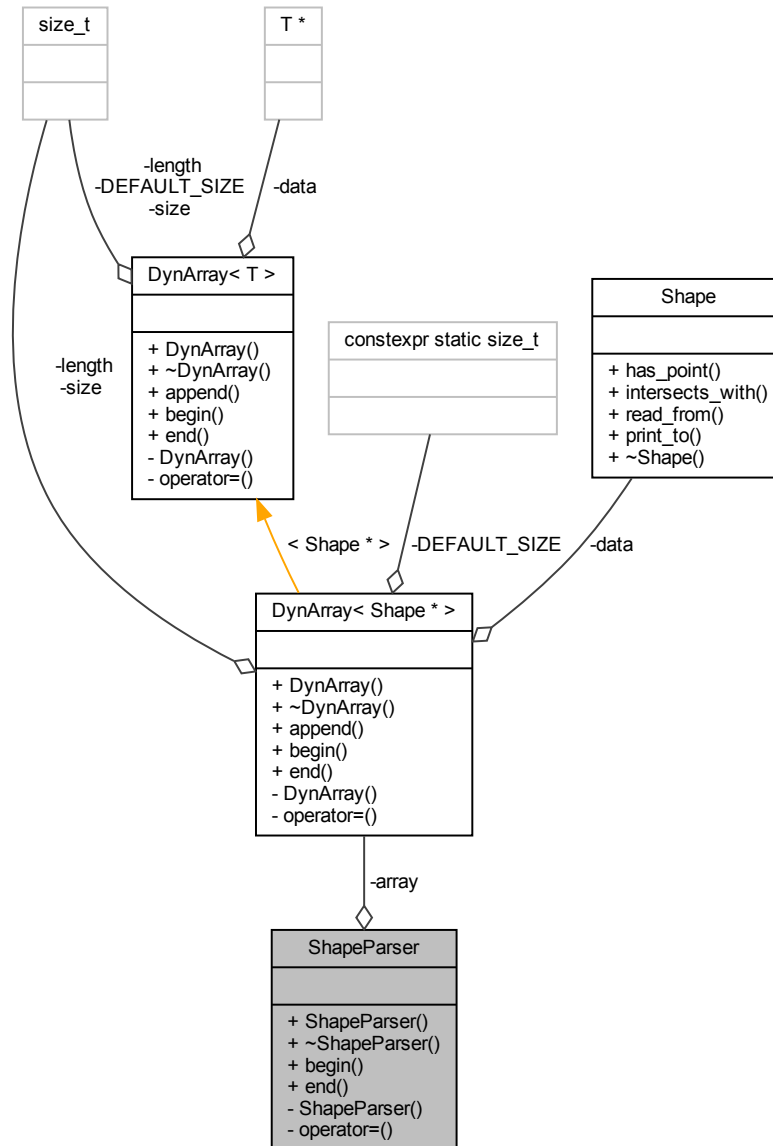 size_t
T *
-length
-DEFAULT_SIZE
-size
-data
DynArray< T >
+ DynArray()
+ ~DynArray()
+ append()
+ begin()
+ end()
- DynArray()
- operator=()
Shape
+ has_point()
+ intersects_with()
+ read_from()
+ print_to()
+ ~Shape()
constexpr static size_t
-length
-size
< Shape * >
-DEFAULT_SIZE
-data
DynArray< Shape * >
+ DynArray()
+ ~DynArray()
+ append()
+ begin()
+ end()
- DynArray()
- operator=()
-array
ShapeParser
+ ShapeParser()
+ ~ShapeParser()
+ begin()
+ end()
- ShapeParser()
- operator=()